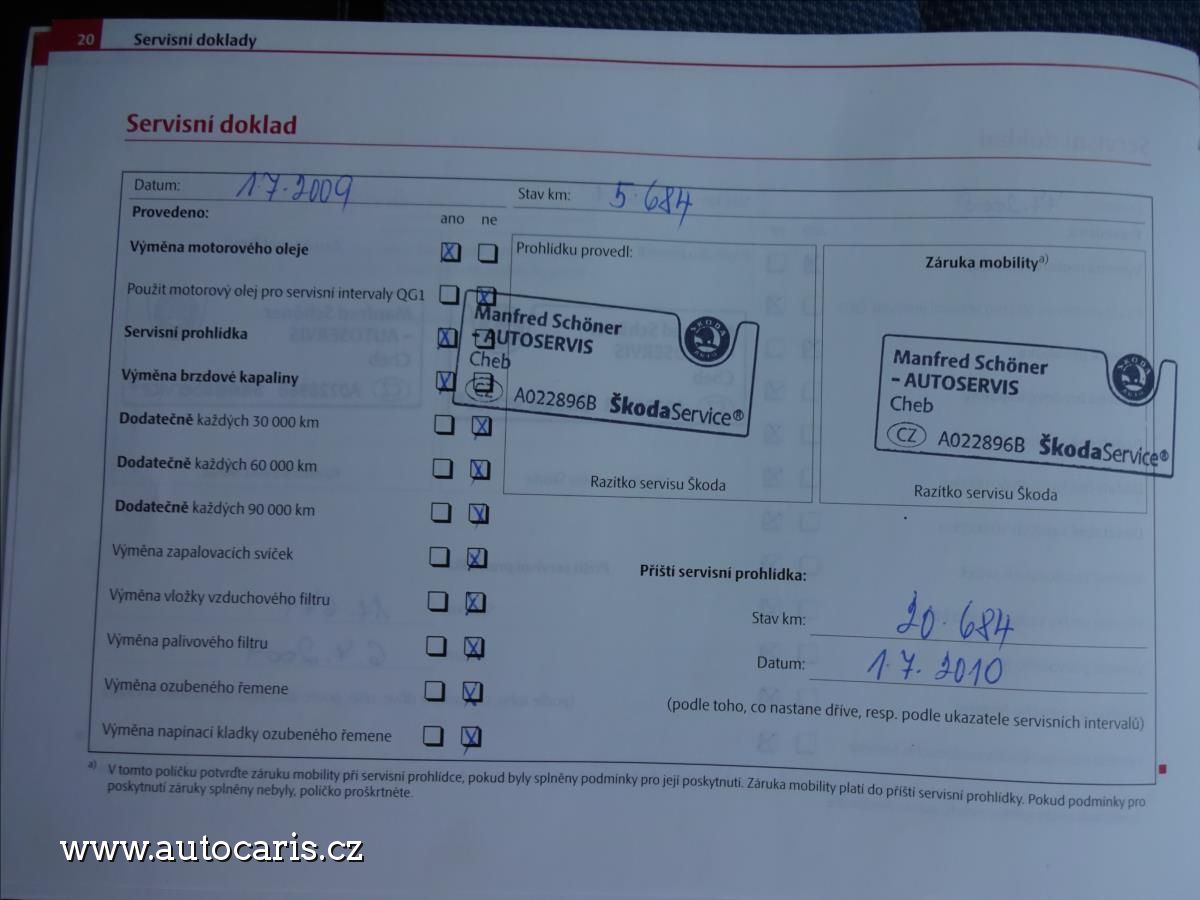 20 Servisní doklady
Servisní doklad
Datum: 1.7.2009 Stav km: 5.684
Provedeno: ano ne
Výměna motorového oleje
Použit motorový olej pro servisní intervaly QG1
Servisní prohlídka
Výměna brzdové kapaliny
Dodatečně každých 30 000 km
Dodatečně každých 60 000 km
Dodatečně každých 90 000 km
Výměna zapalovacích svíček
Výměna vložky vzduchového filtru
Výměna palivového filtru
Výměna ozubeného řemene
Výměna napínací kladky ozubeného řemene
Prohlídku provedl:
Manfred Schöner
- AUTOSERVIS
Cheb
CZ A022896B ŠkodaService®
ŠKODA
AUTO
Razítko servisu Škoda
Záruka mobility a)
Manfred Schöner
- AUTOSERVIS
Cheb
CZ A022896B ŠkodaService®
ŠKODA
AUTO
Razítko servisu Škoda
Příští servisní prohlídka:
Stav km: 20.684
Datum: 1.7.2010
(podle toho, co nastane dříve, resp. podle ukazatele servisních intervalů)
a) V tomto políčku potvrďte záruku mobility při servisní prohlídce, pokud byly splněny podmínky pro její poskytnutí. Záruka mobility platí do příští servisní prohlídky. Pokud podmínky pro
poskytnutí záruky splněny nebyly, políčko proškrtněte.
www.autocaris.cz